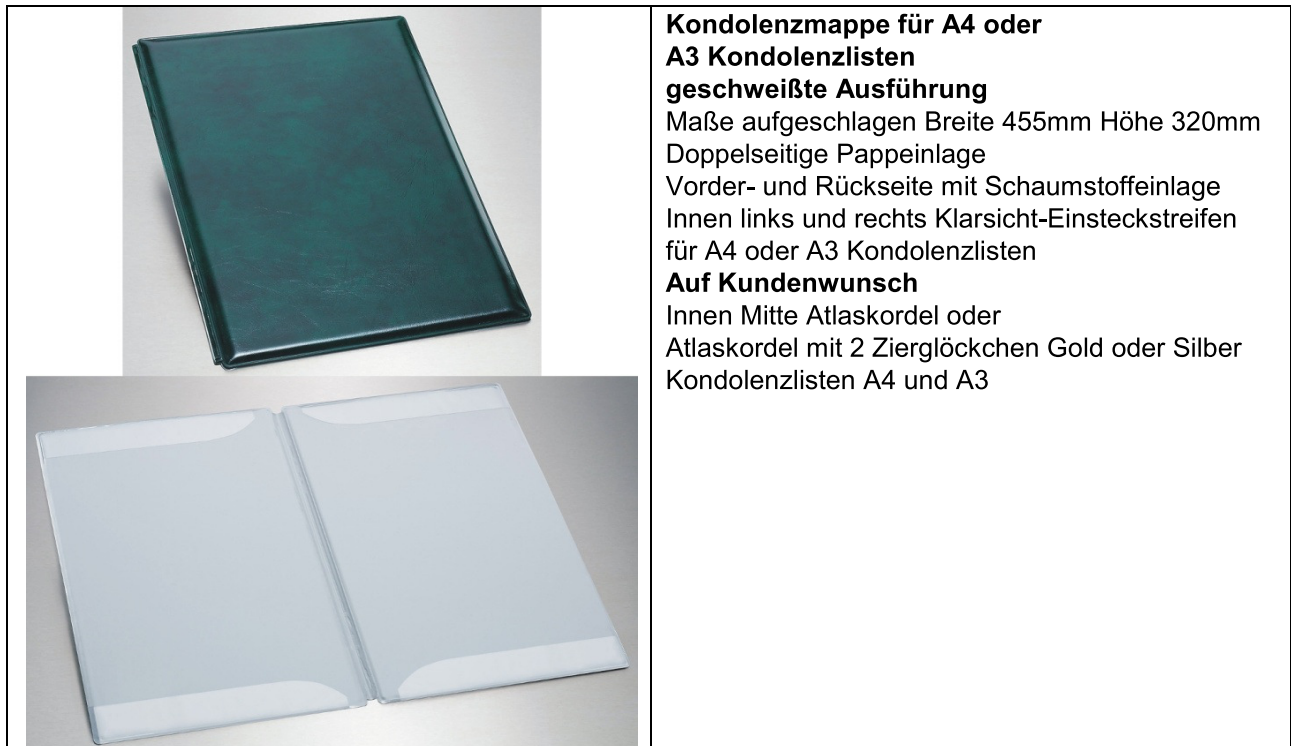 Kondolenzmappe für A4 oder
A3 Kondolenzlisten
geschweißte Ausführung
Maße aufgeschlagen Breite 455mm Höhe 320mm
Doppelseitige Pappeinlage
Vorder- und Rückseite mit Schaumstoffeinlage
Innen links und rechts Klarsicht-Einsteckstreifen
für A4 oder A3 Kondolenzlisten
Auf Kundenwunsch
Innen Mitte Atlaskordel oder
Atlaskordel mit 2 Zierglöckchen Gold oder Silber
Kondolenzlisten A4 und A3